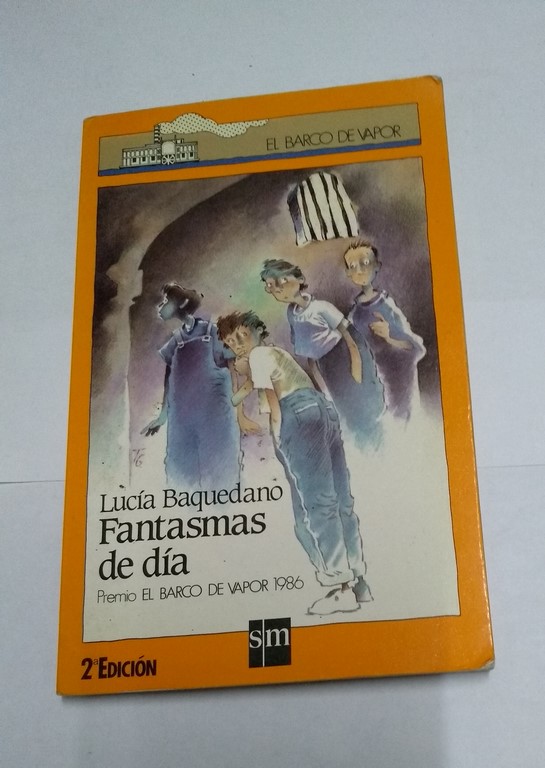 EL BARCO DE VAPOR
Lucía Baquedano
Fantasmas
de día
Premio EL BARCO DE VAPOR 1986
sm
2ª EDICIÓN